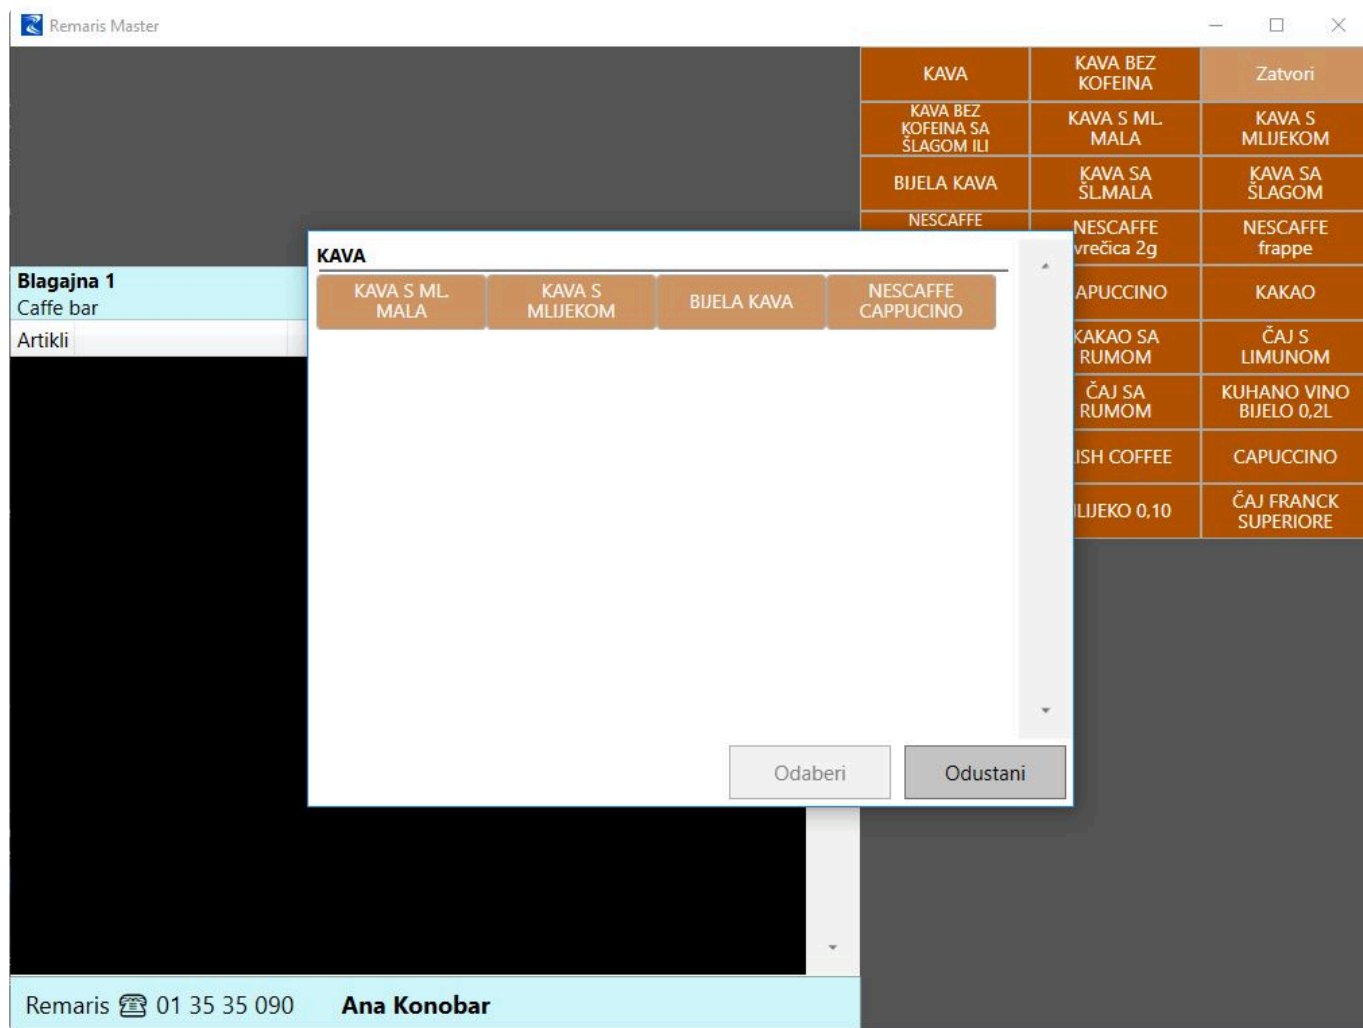 Remaris Master
KAVA
KAVA BEZ
KOFEINA
Zatvori
KAVA BEZ
KOFEINA SA
ŠLAGOM ILI
KAVA S ML.
MALA
KAVA S
MLIJEKOM
BIJELA KAVA
KAVA SA
ŠL.MALA
KAVA SA
ŠLAGOM
NESCAFFE
NESCAFFE
vrečica 2g
NESCAFFE
frappe
APUCCINO
KAKAO
KAKAO SA
RUMOM
ČAJ S
LIMUNOM
ČAJ SA
RUMOM
KUHANO VINO
BIJELO 0,2L
ISH COFFEE
CAPUCCINO
LIJEKO 0,10
ČAJ FRANCK
SUPERIORE
KAVA
KAVA S ML.
MALA
KAVA S
MLIJEKOM
BIJELA KAVA
NESCAFFE
CAPPUCINO
Odaberi
Odustani
Blagajna 1
Caffe bar
Artikli
Remaris ☎ 01 35 35 090 Ana Konobar